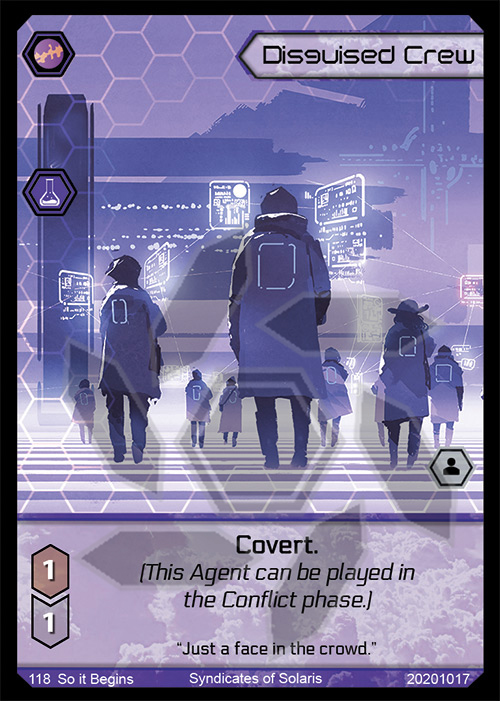 Disguised Crew
Covert.
(This Agent can be played in
the Conflict phase.)
1
1
“Just a face in the crowd.”
118 So it Begins Syndicates of Solaris 20201017